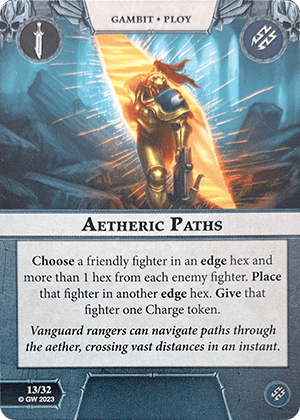 GAMBIT • PLOY
AETHERIC PATHS
Choose a friendly fighter in an edge hex and
more than 1 hex from each enemy fighter. Place
that fighter in another edge hex. Give that
fighter one Charge token.
Vanguard rangers can navigate paths through
the aether, crossing vast distances in an instant.
13/32
© GW 2023